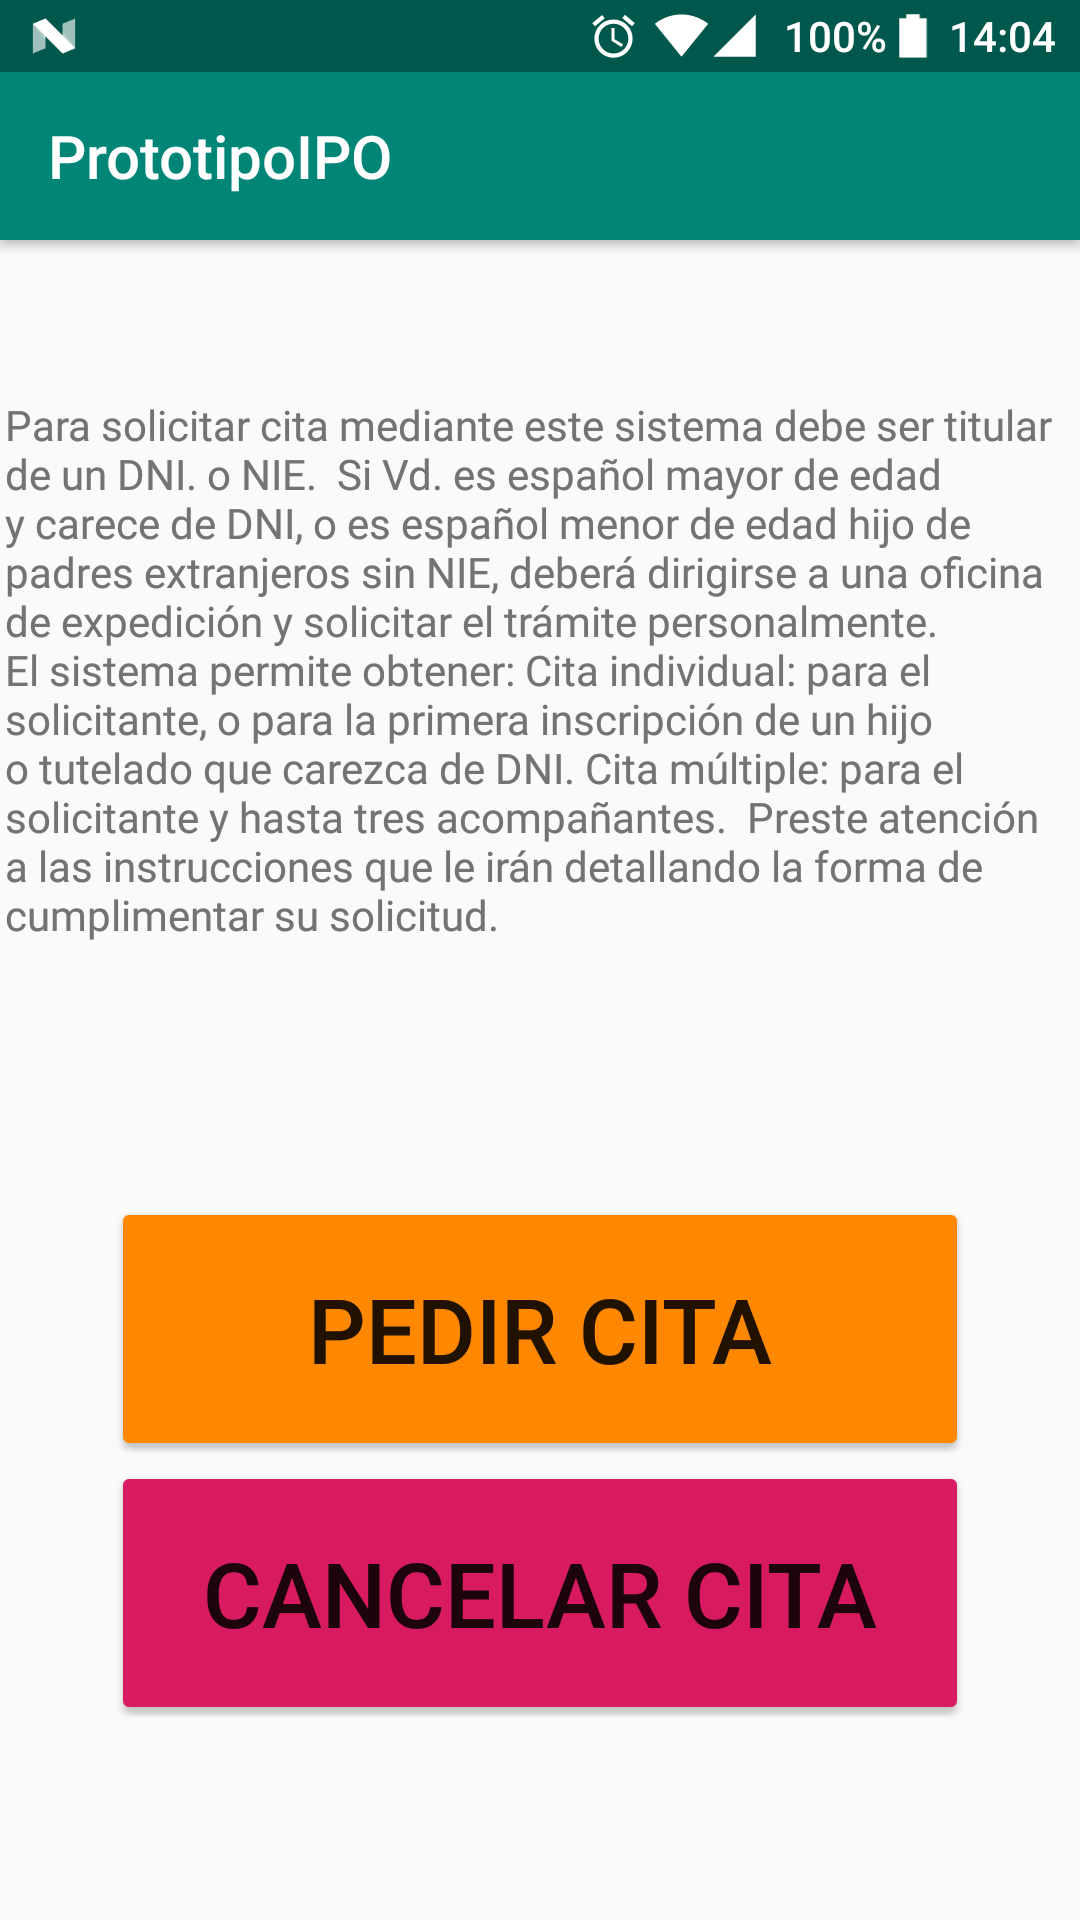 100% 14:04
PrototipoIPO
Para solicitar cita mediante este sistema debe ser titular
de un DNI. o NIE.  Si Vd. es español mayor de edad
y carece de DNI, o es español menor de edad hijo de
padres extranjeros sin NIE, deberá dirigirse a una oficina
de expedición y solicitar el trámite personalmente.
El sistema permite obtener: Cita individual: para el
solicitante, o para la primera inscripción de un hijo
o tutelado que carezca de DNI. Cita múltiple: para el
solicitante y hasta tres acompañantes.  Preste atención
a las instrucciones que le irán detallando la forma de
cumplimentar su solicitud.
PEDIR CITA
CANCELAR CITA